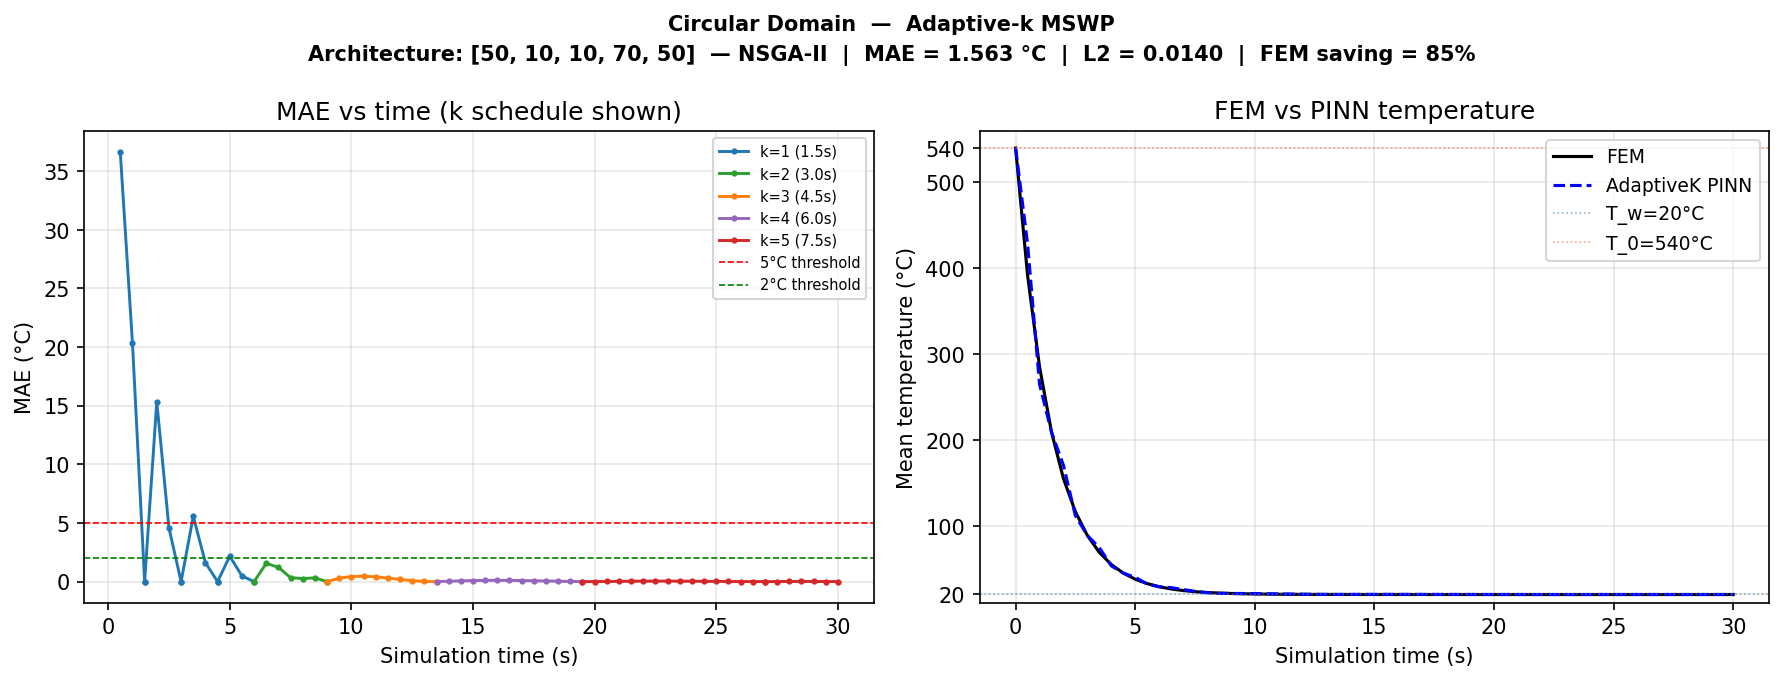 Circular Domain — Adaptive-k MSWP
Architecture: [50, 10, 10, 70, 50] — NSGA-II | MAE = 1.563 °C | L2 = 0.0140 | FEM saving = 85%
MAE vs time (k schedule shown)
MAE (°C)
35
30
25
20
15
10
5
0
0 5 10 15 20 25 30
Simulation time (s)
k=1 (1.5s)
k=2 (3.0s)
k=3 (4.5s)
k=4 (6.0s)
k=5 (7.5s)
5°C threshold
2°C threshold
FEM vs PINN temperature
Mean temperature (°C)
540
500
400
300
200
100
20
0 5 10 15 20 25 30
Simulation time (s)
FEM
AdaptiveK PINN
T_w=20°C
T_0=540°C